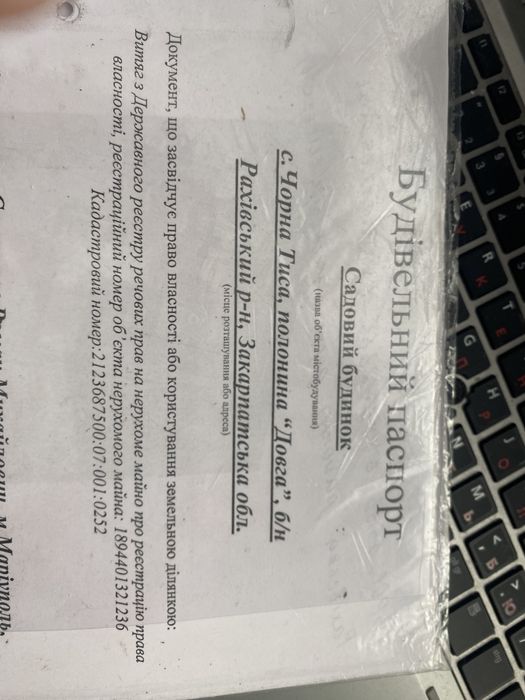 Будівельний паспорт
Садовий будинок
(назва об'єкта містобудування)
с. Чорна Тиса, полонина “Довга”, б/н
Рахівський р-н, Закарпатська обл.
(місце розташування або адреса)
Документ, що засвідчує право власності або користування земельною ділянкою:
Витяг з Державного реєстру речових прав на нерухоме майно про реєстрацію права
власності, реєстраційний номер об'єкта нерухомого майна: 1894401321236
Кадастровий номер:2123687500:07:001:0252
Михайлович, м. Маріуполь,